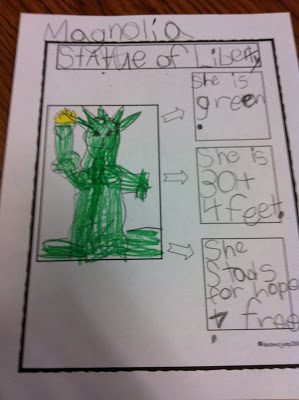 Magnolia
Statue of Liberty
She is
green
.
She is
30+
4 feet.
She
Stads
for hope
+ free